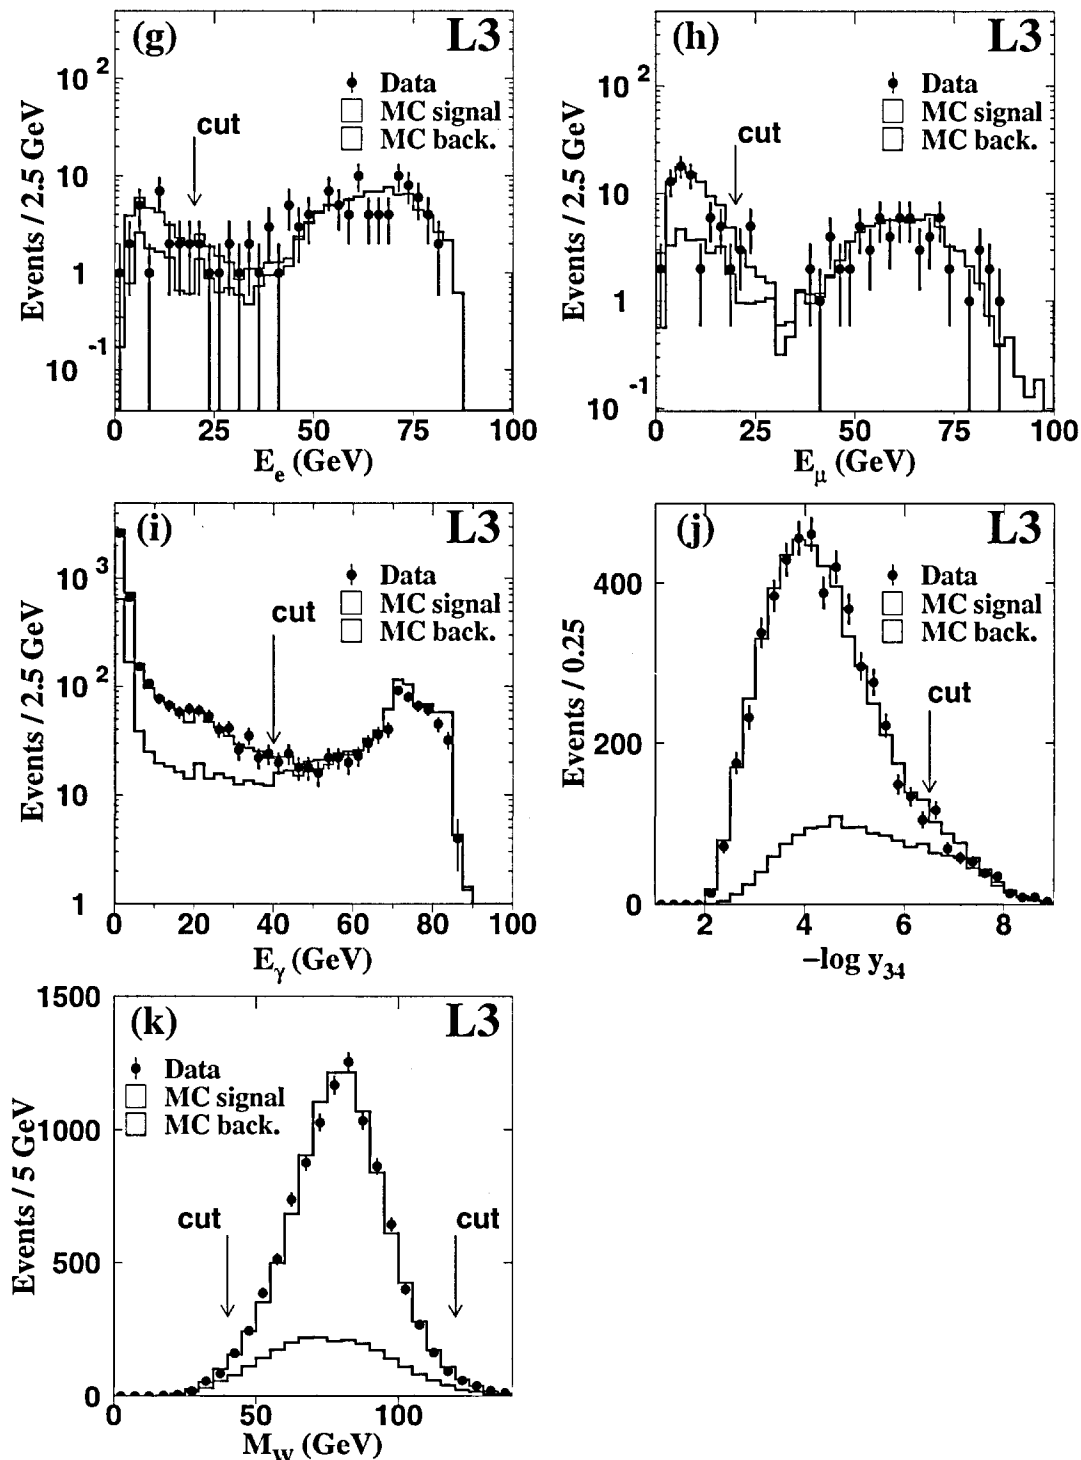 (g) L3
Data
MC signal
MC back.
cut
Events / 2.5 GeV
10 2
10
1
10 -1
0 25 50 75 100
E_e (GeV)
(h) L3
Data
MC signal
MC back.
cut
Events / 2.5 GeV
10 2
10
1
10 -1
0 25 50 75 100
E_μ (GeV)
(i) L3
Data
MC signal
MC back.
cut
Events / 2.5 GeV
10 3
10 2
10
1
0 20 40 60 80 100
E_γ (GeV)
(j) L3
Data
MC signal
MC back.
cut
Events / 0.25
400
200
0
2 4 6 8
−log y_34
(k) L3
Data
MC signal
MC back.
cut cut
Events / 5 GeV
1500
1000
500
0
0 50 100
M_W (GeV)